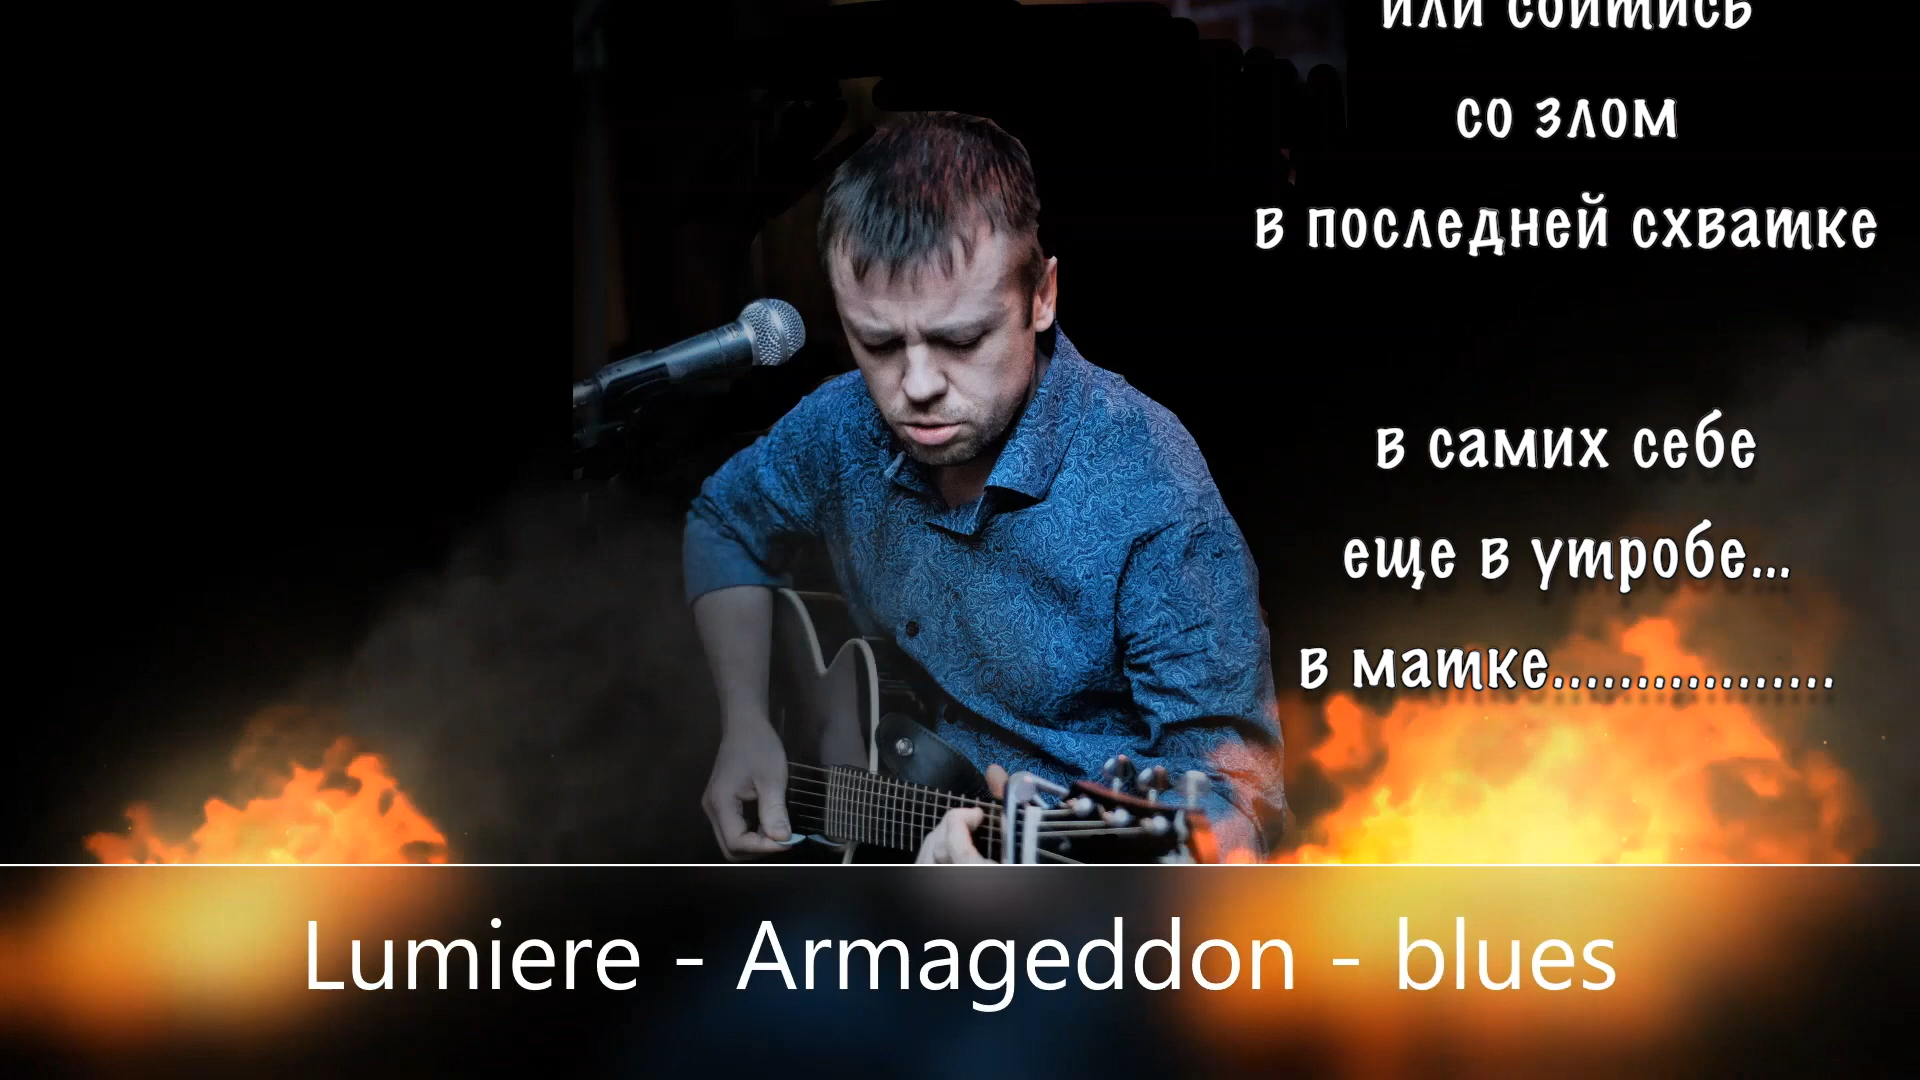 или сойтись
со злом
в последней схватке
в самих себе
еще в утробе...
в матке.................
Lumiere - Armageddon - blues